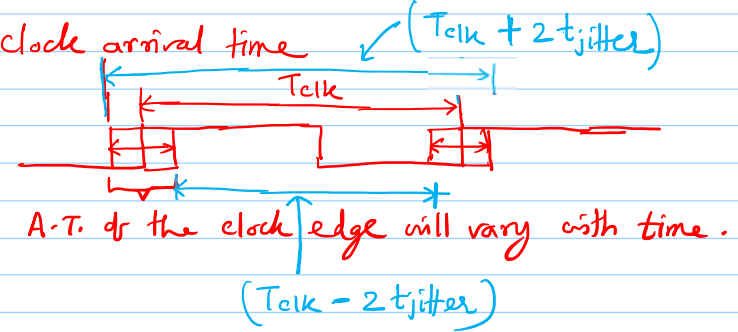 clock arrival time (Tclk + 2tjitter)
Tclk
A.T. of the clock edge will vary with time.
(Tclk - 2tjitter)